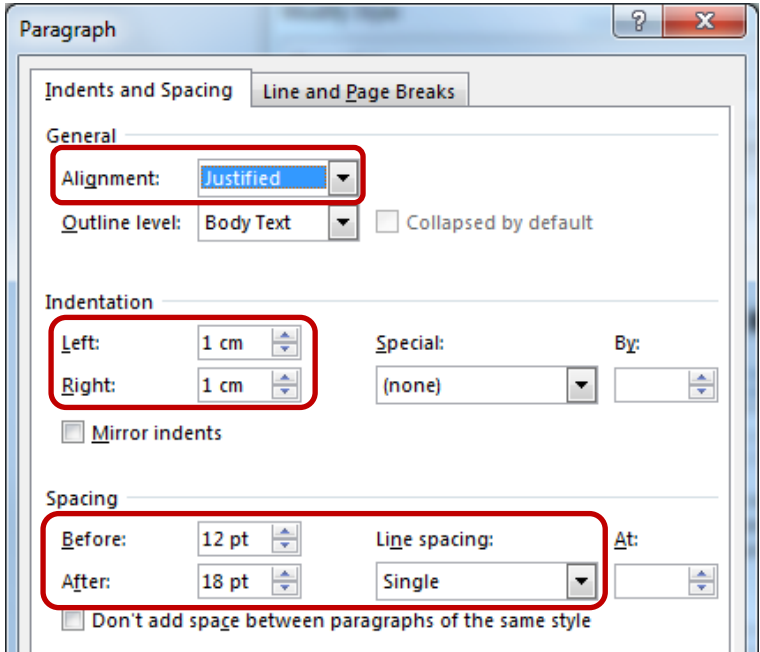 Modify Style
Paragraph
Indents and Spacing Line and Page Breaks
General
Alignment: Justified
Outline level: Body Text Collapsed by default
Indentation
Left: 1 cm Special: By:
Right: 1 cm (none)
Mirror indents
Spacing
Before: 12 pt Line spacing: At:
After: 18 pt Single
Don't add space between paragraphs of the same style